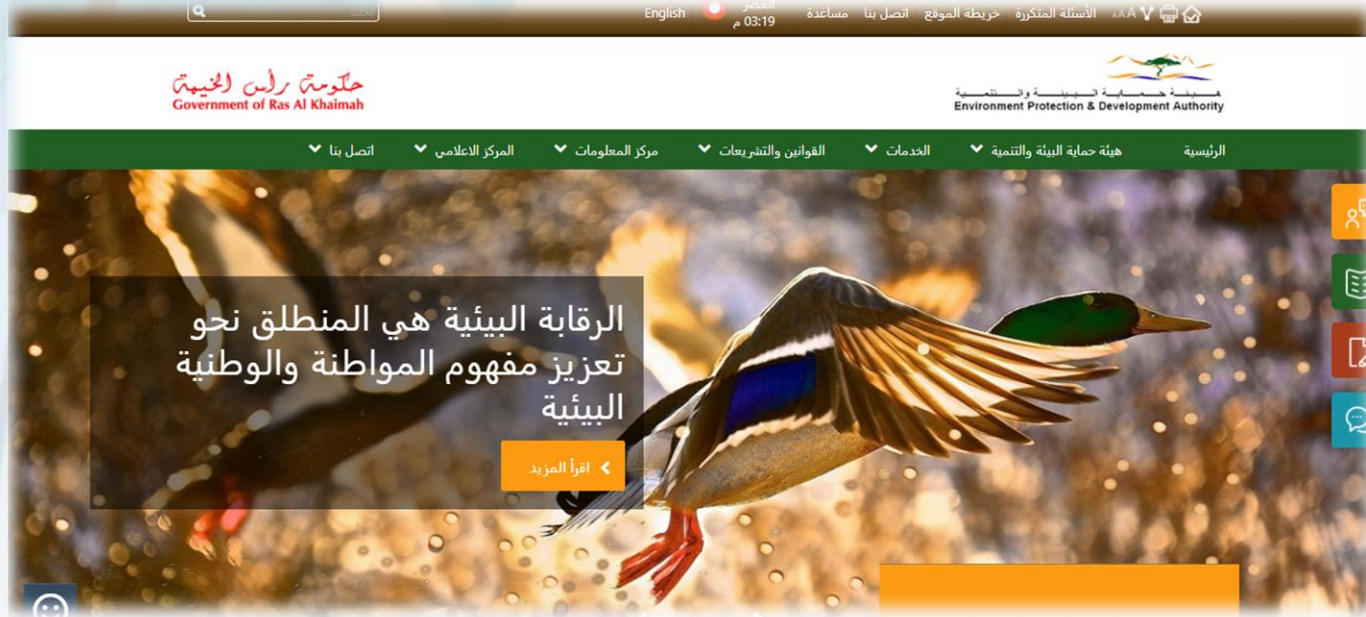 الأسئلة المتكررة خريطة الموقع اتصل بنا مساعدة
العصر
03:19 م
English
بحث
هيئة حماية البيئة والتنمية
Environment Protection & Development Authority
حكومة رأس الخيمة
Government of Ras Al Khaimah
الرئيسية هيئة حماية البيئة والتنمية الخدمات القوانين والتشريعات مركز المعلومات المركز الاعلامي اتصل بنا
الرقابة البيئية هي المنطلق نحو
تعزيز مفهوم المواطنة والوطنية
البيئية
اقرأ المزيد